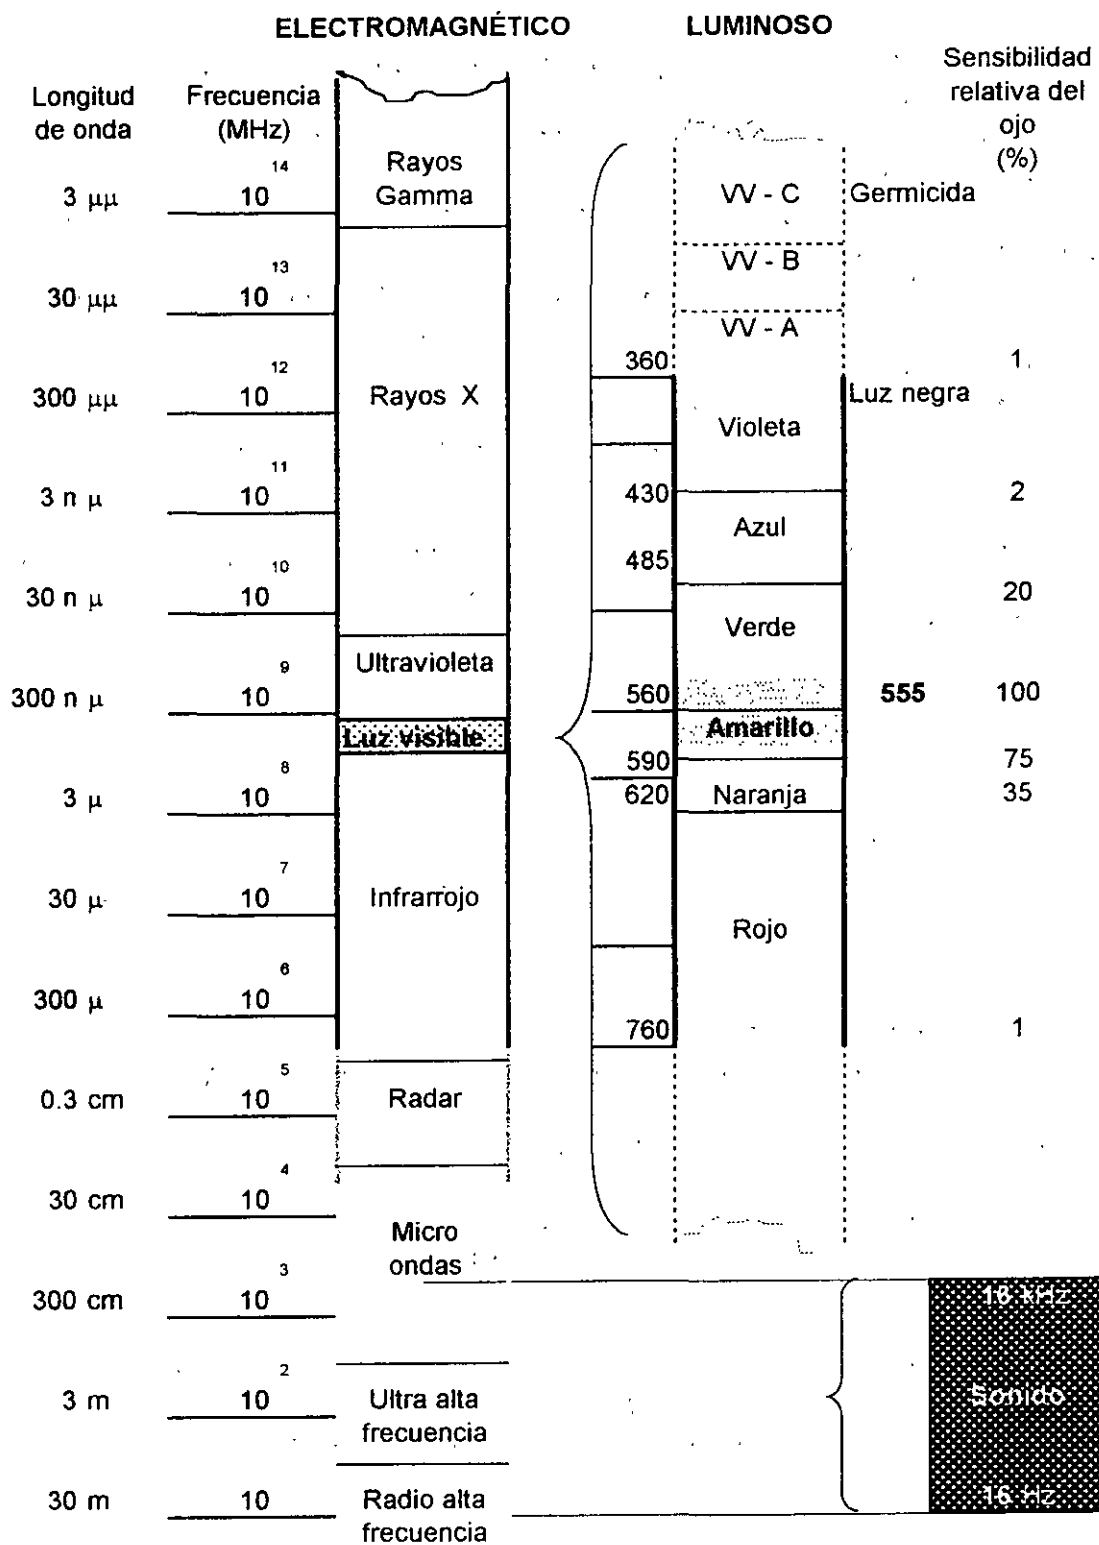 ELECTROMAGNÉTICO LUMINOSO
Sensibilidad
relativa del
ojo
(%)
Longitud
de onda
Frecuencia
(MHz)
3 μμ 10 14
Rayos
Gamma
VV - C Germicida
VV - B
30 μμ 10 13
VV - A
360 1
300 μμ 10 12 Rayos X
Luz negra
Violeta
3 n μ 10 11
430 2
Azul
485
30 n μ 10 10
20
Verde
Ultravioleta
300 n μ 10 9
560 555 100
Luz visible
Amarillo
590 75
3 μ 10 8
620 Naranja 35
30 μ 10 7 Infrarrojo
Rojo
300 μ 10 6
760 1
0.3 cm 10 5 Radar
30 cm 10 4
Micro
ondas
300 cm 10 3
16 kHz
3 m 10 2
Ultra alta
frecuencia
Sonido
30 m 10
Radio alta
frecuencia
16 Hz